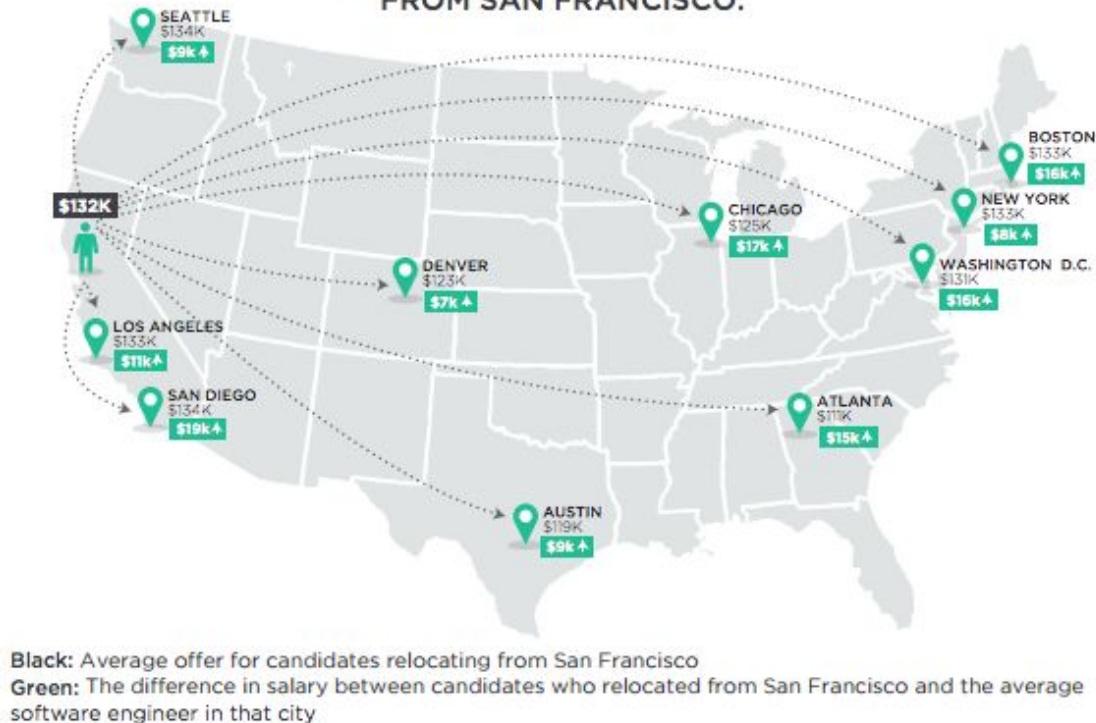 FROM SAN FRANCISCO.
SEATTLE
$134K
$9k
BOSTON
$133K
$16k
$132K
CHICAGO
$125K
$17k
NEW YORK
$133K
$8k
DENVER
$123K
$7k
WASHINGTON D.C.
$131K
$16k
LOS ANGELES
$133K
$11k
SAN DIEGO
$134K
$19k
ATLANTA
$111K
$15k
AUSTIN
$119K
$9k
Black: Average offer for candidates relocating from San Francisco
Green: The difference in salary between candidates who relocated from San Francisco and the average
software engineer in that city